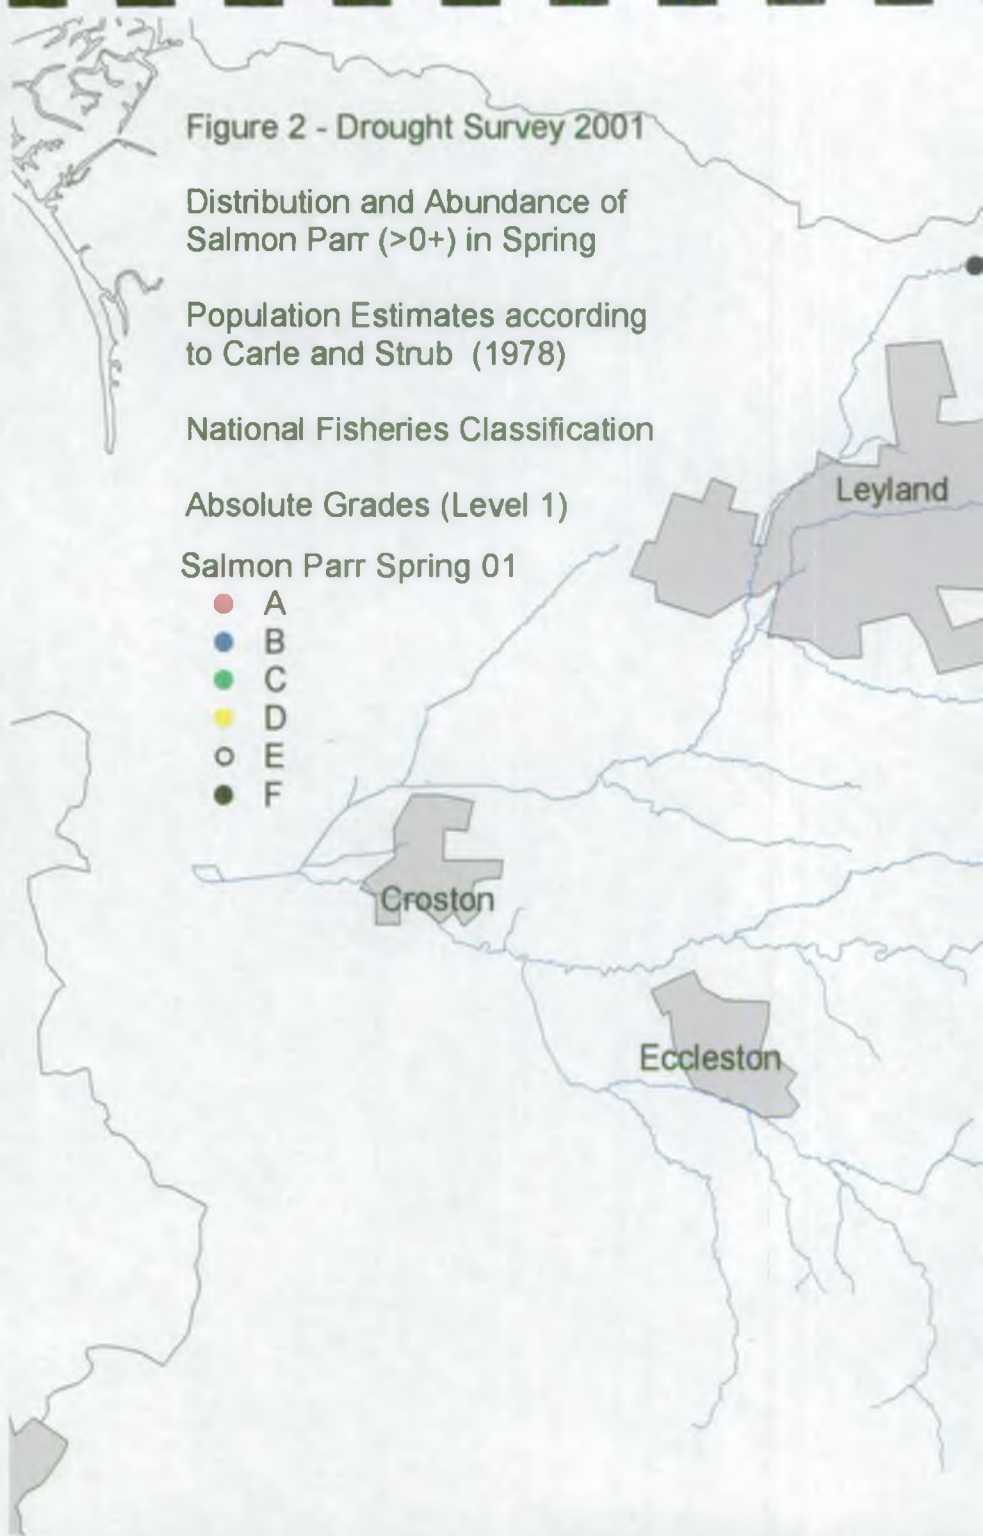 Figure 2 - Drought Survey 2001
Distribution and Abundance of
Salmon Parr (>0+) in Spring
Population Estimates according
to Carle and Strub (1978)
National Fisheries Classification
Absolute Grades (Level 1)
Salmon Parr Spring 01
A
B
C
D
E
F
Leyland
Croston
Eccleston